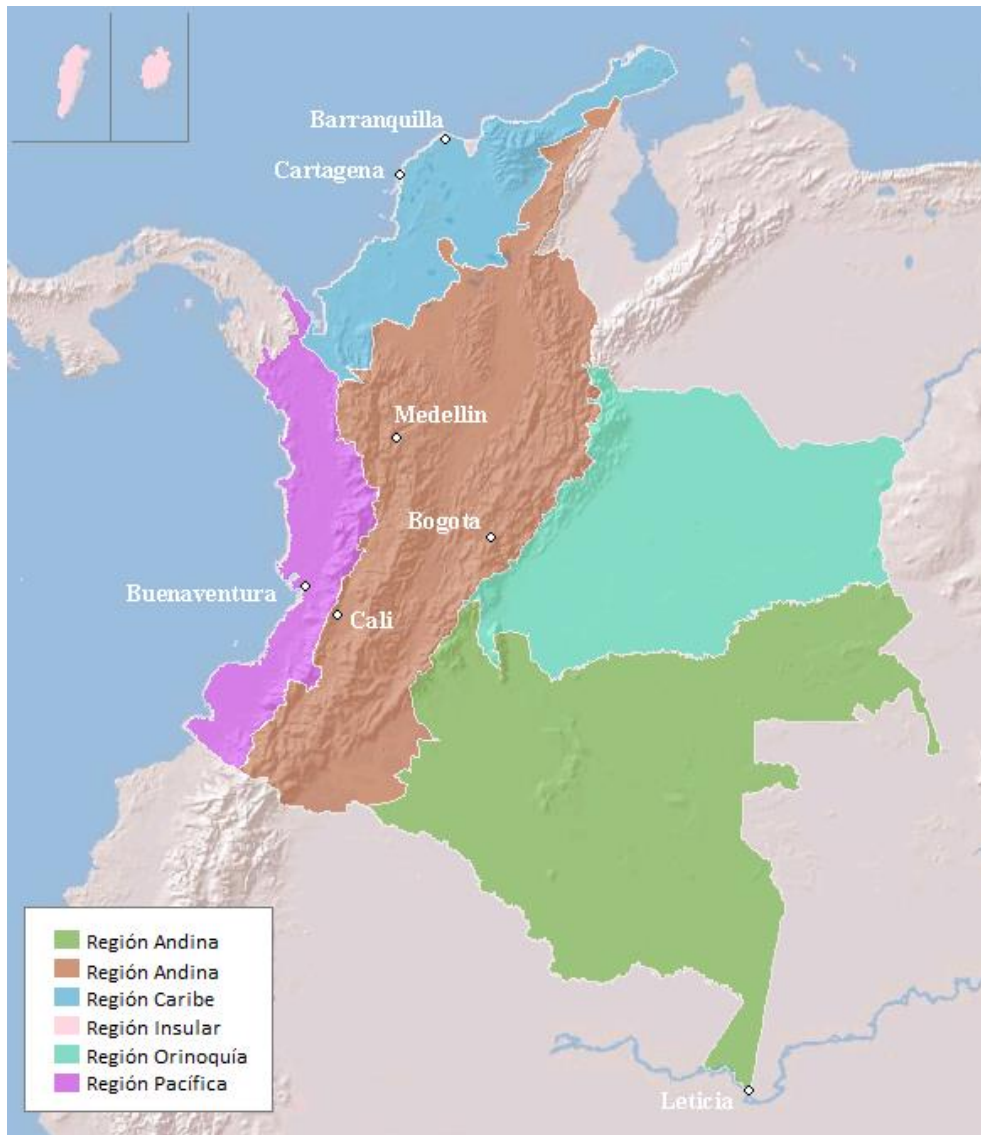 Barranquilla
Cartagena
Medellin
Bogota
Buenaventura
Cali
Región Andina
Región Andina
Región Caribe
Región Insular
Región Orinoquía
Región Pacífica
Leticia